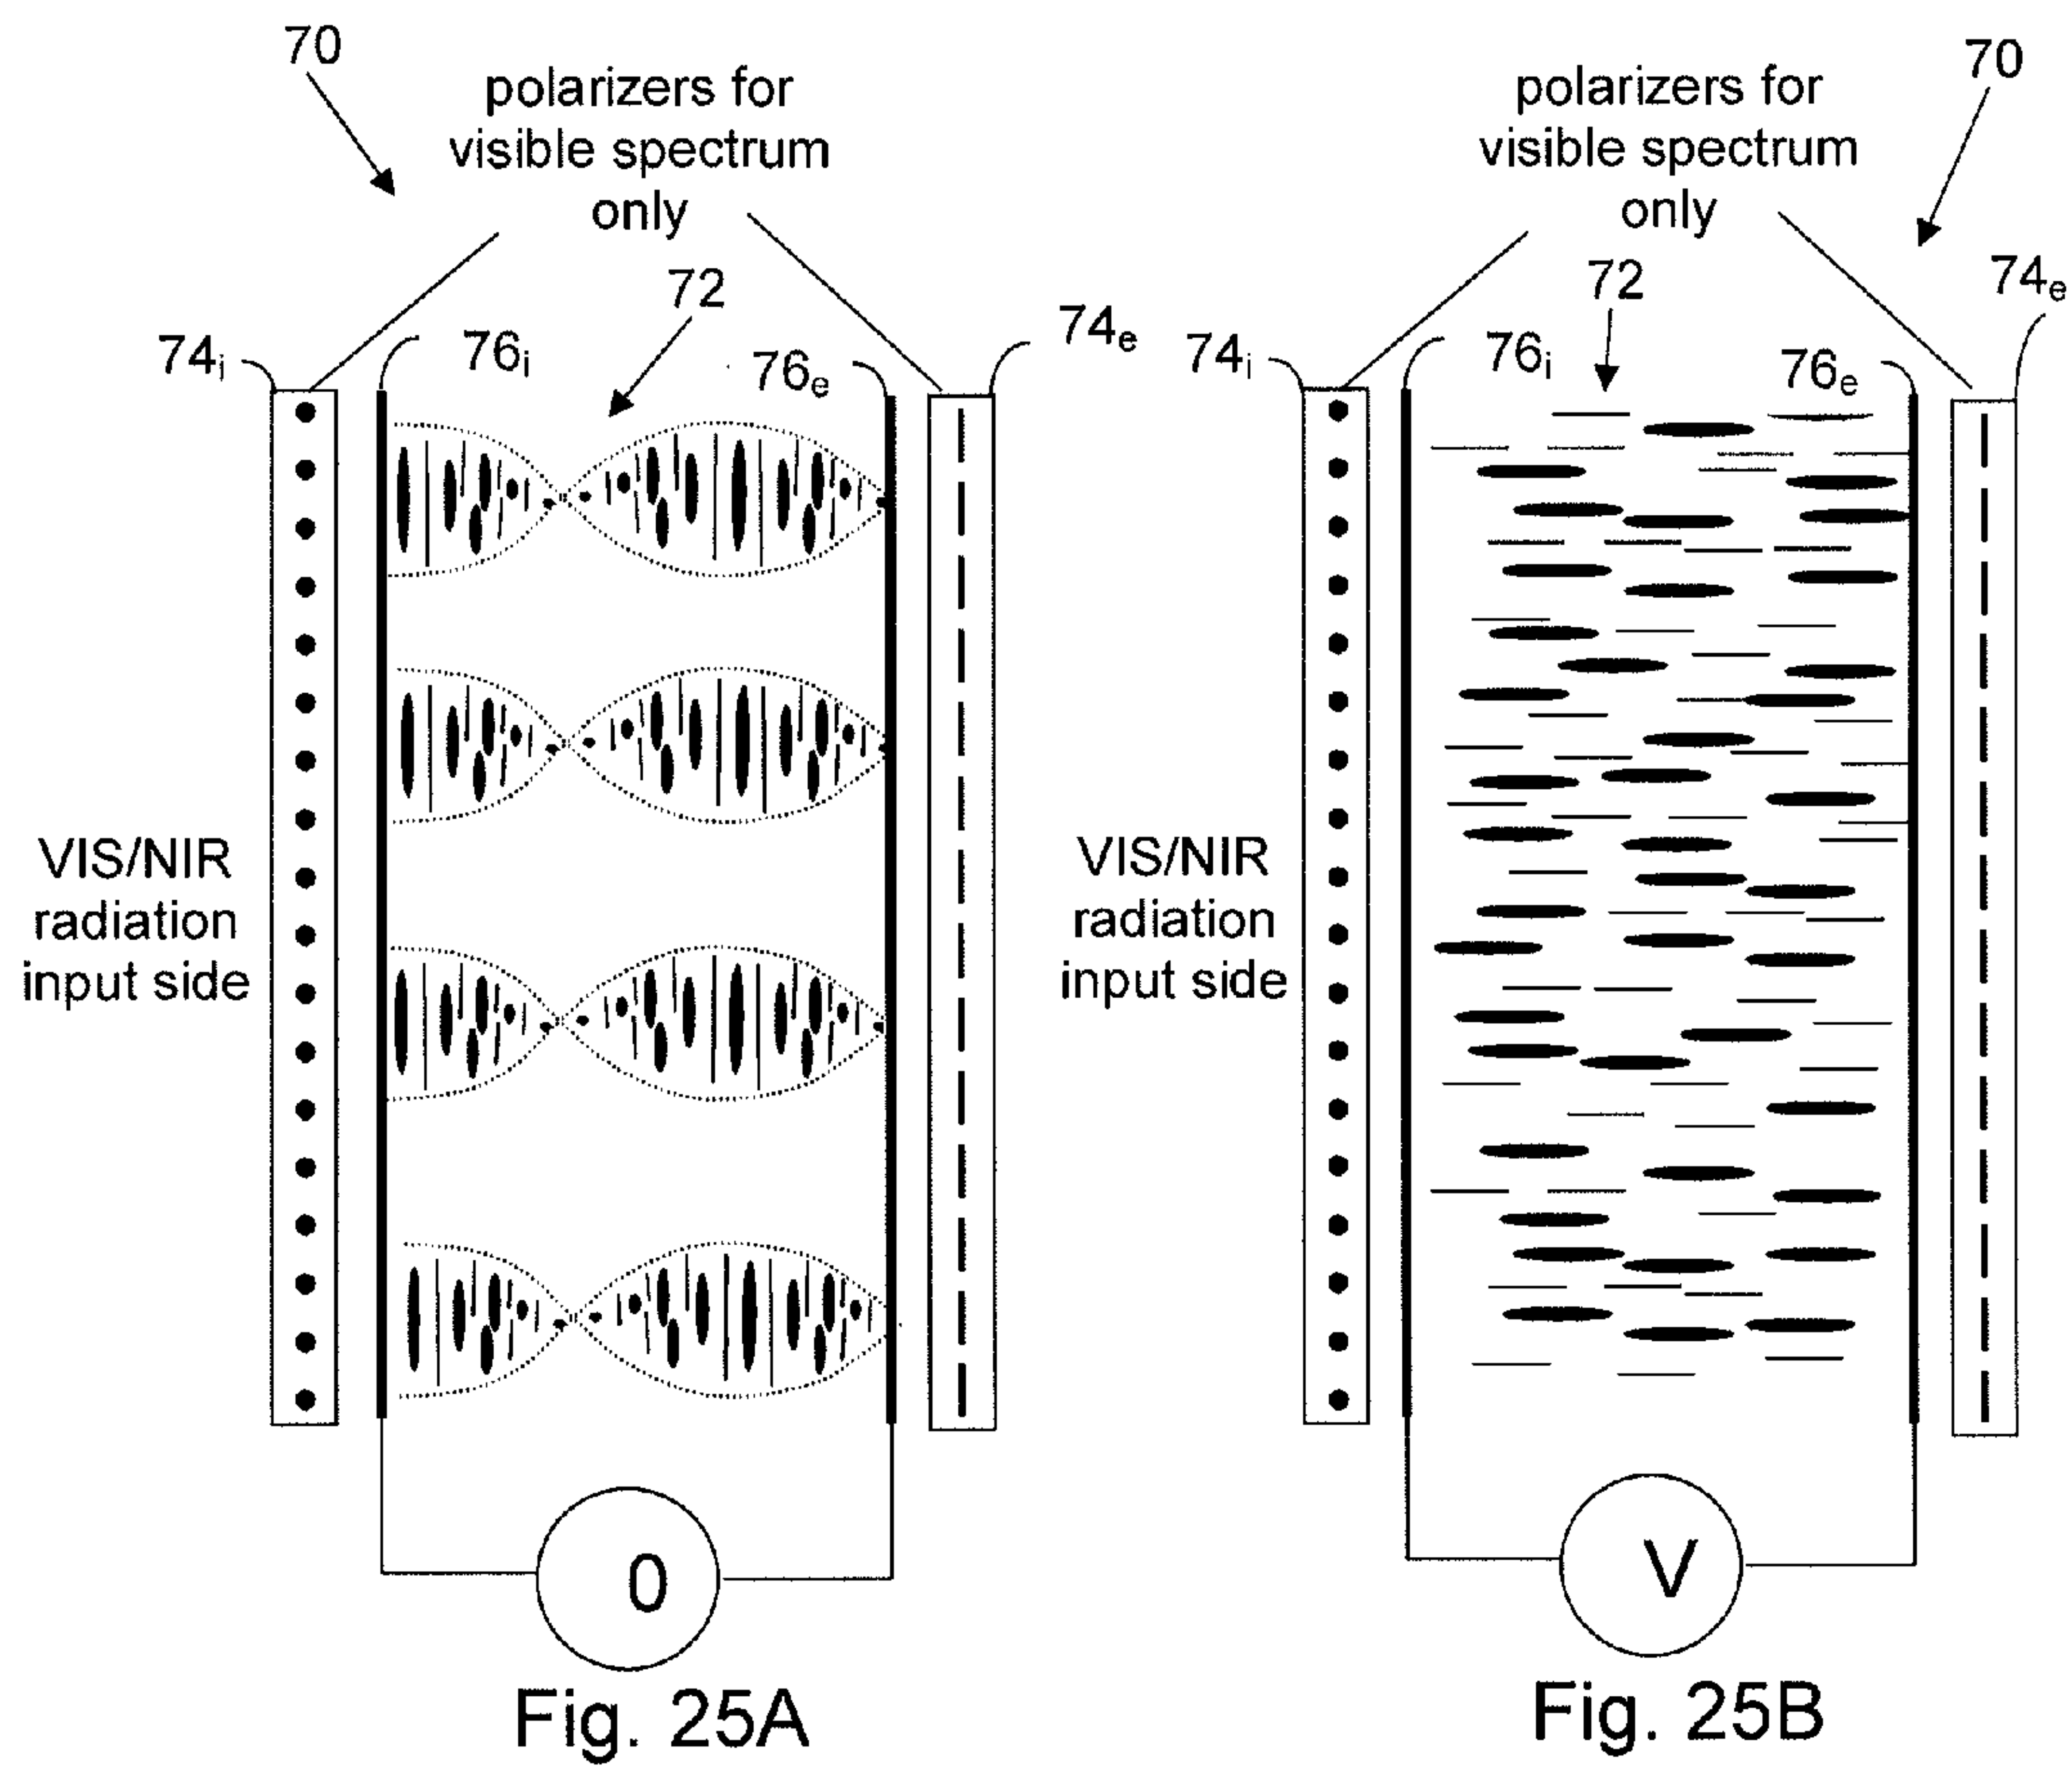 70
polarizers for
visible spectrum
only
72
74i
76i
76e
74e
VIS/NIR
radiation
input side
0
Fig. 25A
70
polarizers for
visible spectrum
only
72
74e
74i
76i
76e
VIS/NIR
radiation
input side
V
Fig. 25B